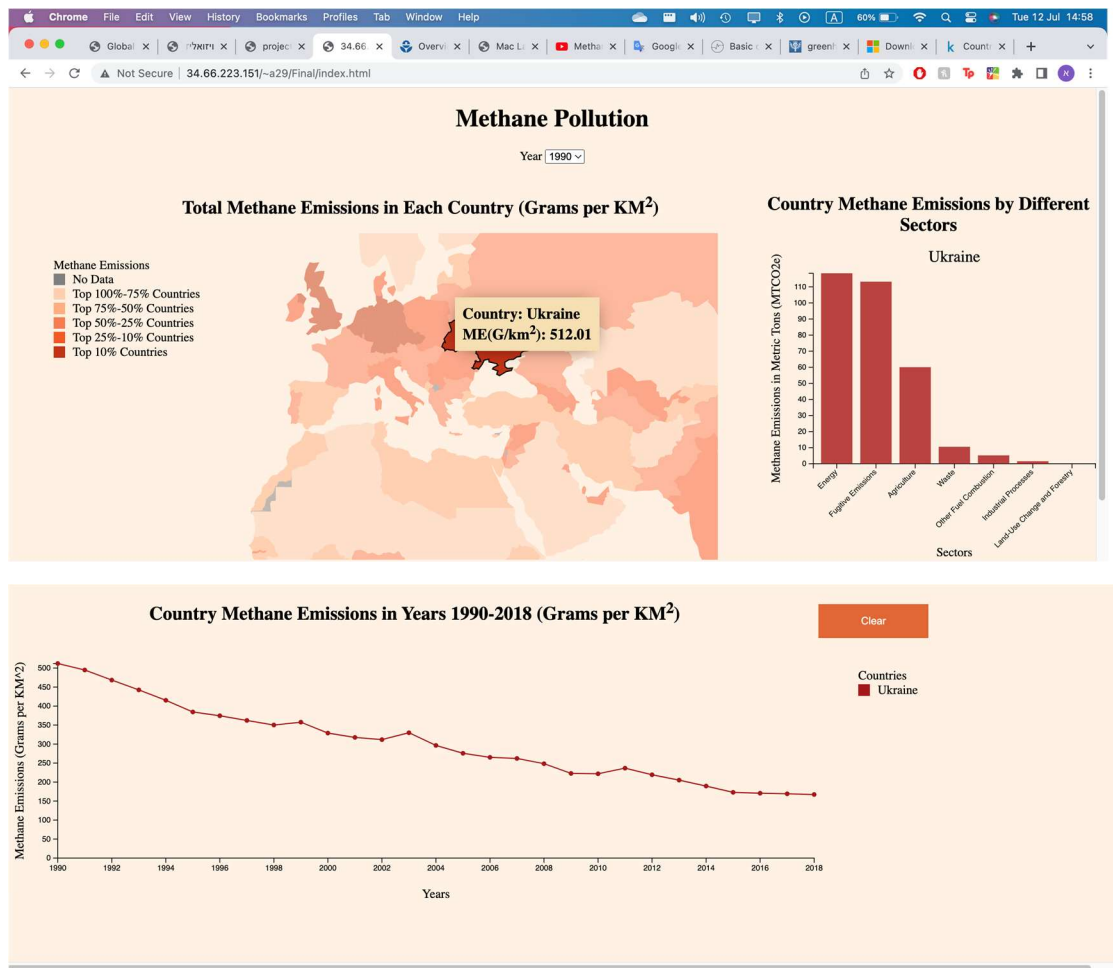 Chrome File Edit View History Bookmarks Profiles Tab Window Help A 60% Tue 12 Jul 14:58
Global 34.66 Overvi Mac L Metha Google Basic greenh Downl k Count
Not Secure 34.66.223.151/~a29/Final/index.html
Methane Pollution
Year 1990
Total Methane Emissions in Each Country (Grams per KM²)
Methane Emissions
No Data
Top 100%-75% Countries
Top 75%-50% Countries
Top 50%-25% Countries
Top 25%-10% Countries
Top 10% Countries
Country: Ukraine
ME(G/km²): 512.01
Country Methane Emissions by Different
Sectors
Ukraine
Methane Emissions in Metric Tons (MTCO2e)
110
100
90
80
70
60
50
40
30
20
10
0
Energy
Fugitive Emissions
Agriculture
Waste
Other Fuel Combustion
Industrial Processes
Land-Use Change and Forestry
Sectors
Country Methane Emissions in Years 1990-2018 (Grams per KM²)
Clear
Countries
Ukraine
Methane Emissions (Grams per KM^2)
500
450
400
350
300
250
200
150
100
50
0
1990 1992 1994 1996 1998 2000 2002 2004 2006 2008 2010 2012 2014 2016 2018
Years